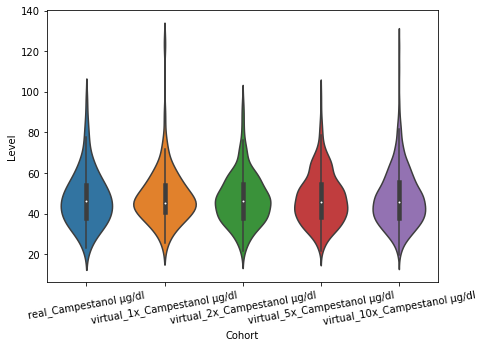 140
120
100
80
60
40
20
Level
real_Campestanol µg/dl
virtual_1x_Campestanol µg/dl
virtual_2x_Campestanol µg/dl
virtual_5x_Campestanol µg/dl
virtual_10x_Campestanol µg/dl
Cohort